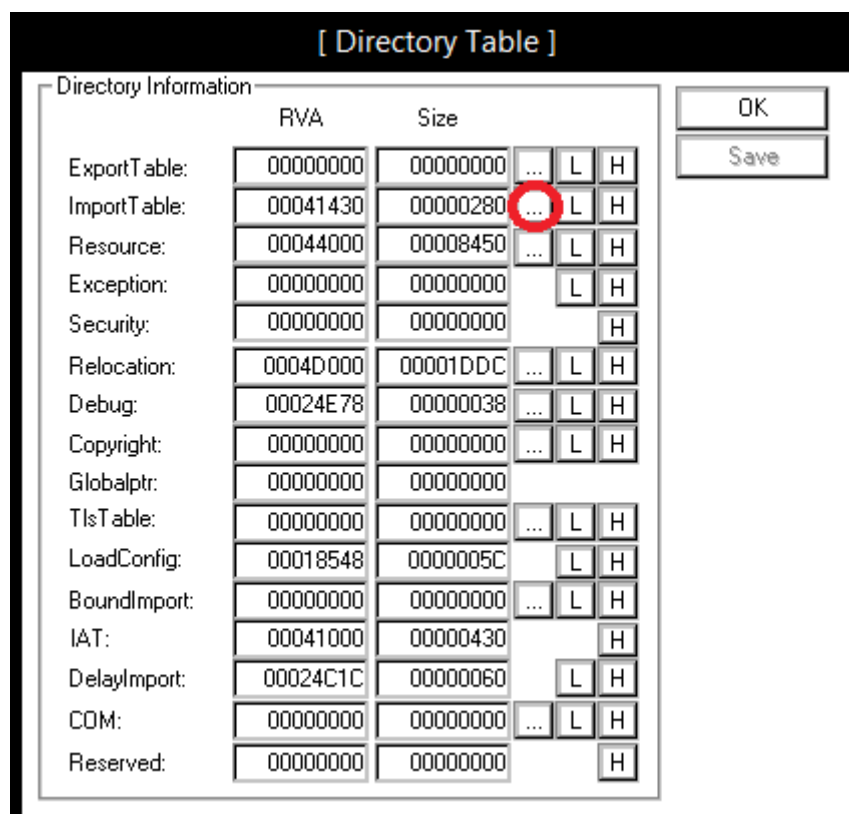 [ Directory Table ]
Directory Information
RVA Size
OK
Save
ExportTable: 00000000 00000000 ... L H
ImportTable: 00041430 00000280 ... L H
Resource: 00044000 00008450 ... L H
Exception: 00000000 00000000 L H
Security: 00000000 00000000 H
Relocation: 0004D000 00001DDC ... L H
Debug: 00024E78 00000038 ... L H
Copyright: 00000000 00000000 ... L H
Globalptr: 00000000 00000000
TlsTable: 00000000 00000000 ... L H
LoadConfig: 00018548 0000005C L H
BoundImport: 00000000 00000000 ... L H
IAT: 00041000 00000430 H
DelayImport: 00024C1C 00000060 L H
COM: 00000000 00000000 ... L H
Reserved: 00000000 00000000 H